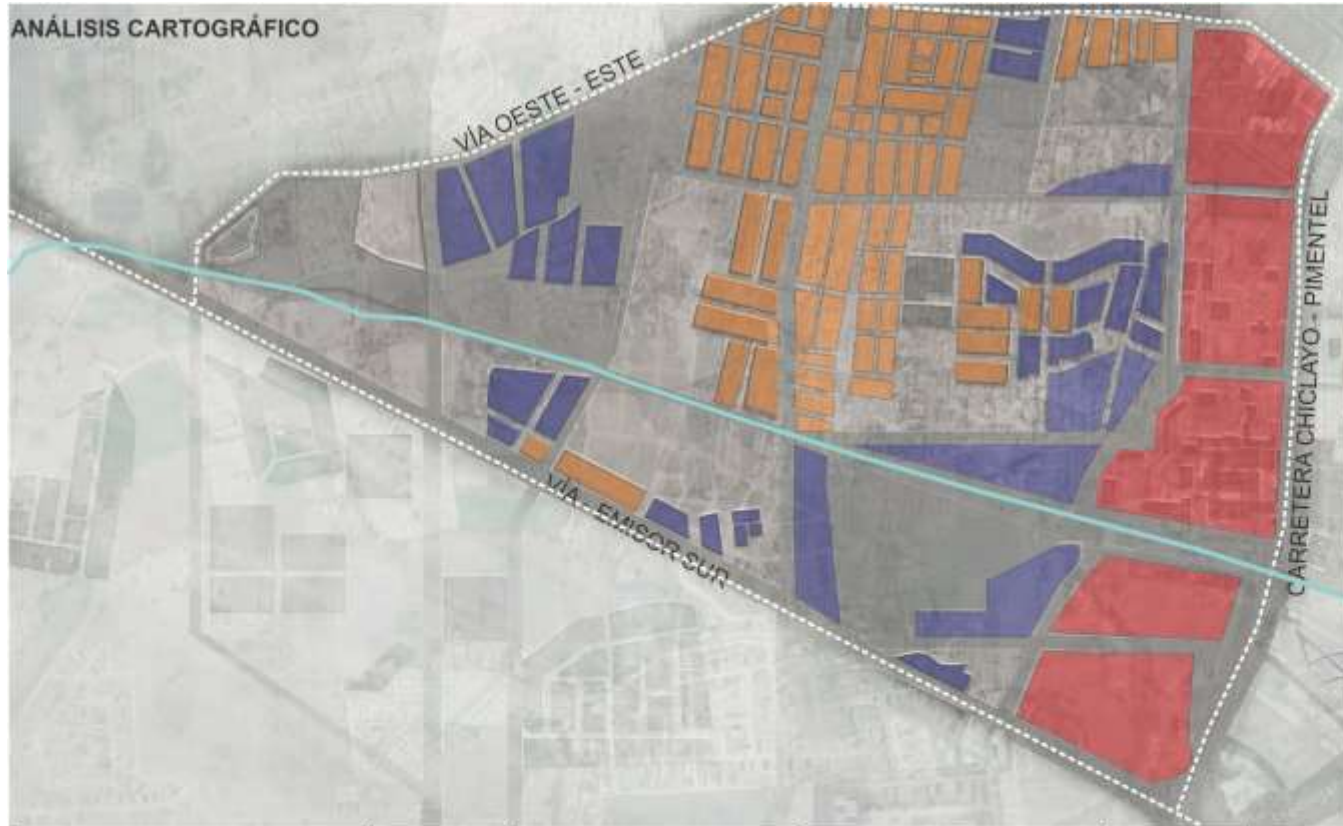 ANÁLISIS CARTOGRÁFICO
VÍA OESTE - ESTE
CARRETERA CHICLAYO - PIMENTEL
VÍA - EMISOR SUR